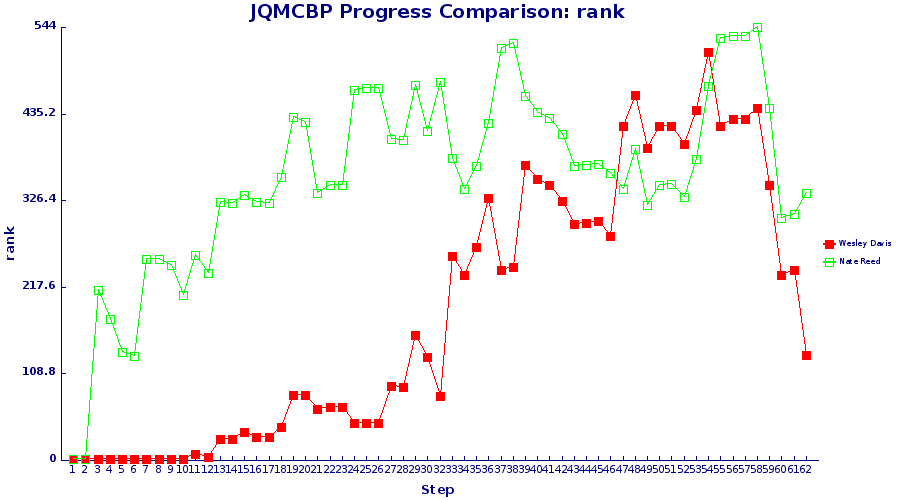 JQMCBP Progress Comparison: rank
544
435.2
326.4
217.6
108.8
0
rank
1 2 3 4 5 6 7 8 9 10 11 12 13 14 15 16 17 18 19 20 21 22 23 24 25 26 27 28 29 30 31 32 33 34 35 36 37 38 39 40 41 42 43 44 45 46 47 48 49 50 51 52 53 54 55 56 57 58 59 60 61 62
Step
Wesley Davis
Nate Reed